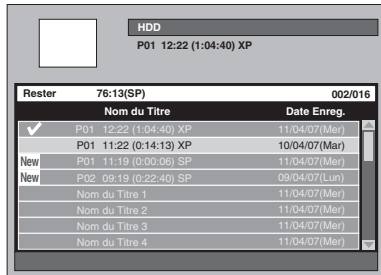 HDD
P01 12:22 (1:04:40) XP
Rester 76:13(SP) 002/016
Nom du Titre Date Enreg.
P01 12:22 (1:04:40) XP 11/04/07(Mer)
P01 11:22 (0:14:13) XP 10/04/07(Mar)
New P01 11:19 (0:00:06) SP 11/04/07(Mer)
New P02 09:19 (0:22:40) SP 09/04/07(Lun)
Nom du Titre 1 11/04/07(Mer)
Nom du Titre 2 11/04/07(Mer)
Nom du Titre 3 11/04/07(Mer)
Nom du Titre 4 11/04/07(Mer)